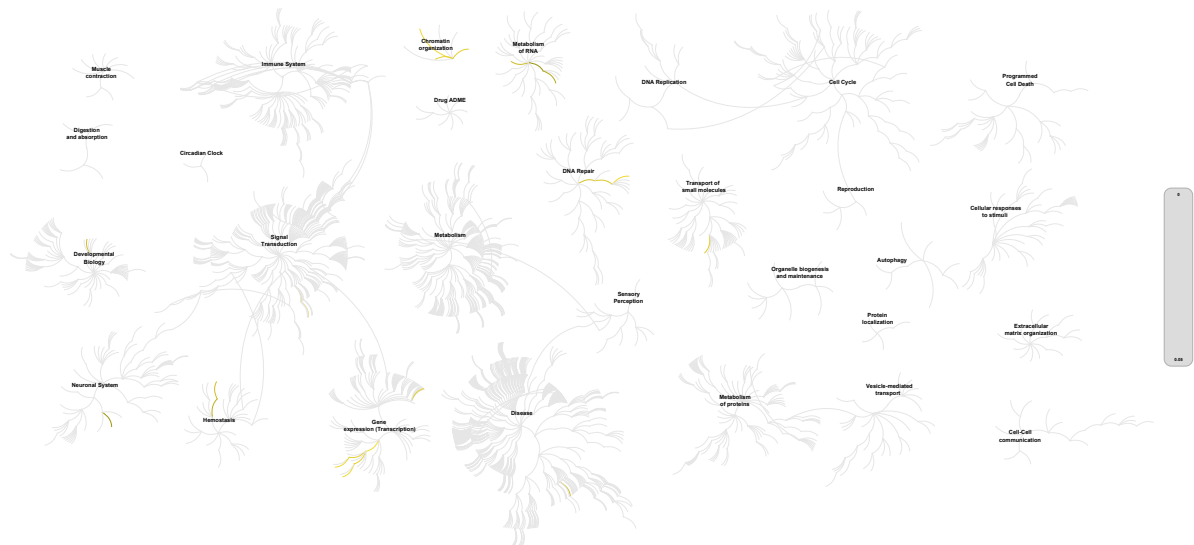 Chromatin
organization
Metabolism
of RNA
Immune System
Muscle
contraction
DNA Replication
Cell Cycle
Programmed
Cell Death
Drug ADME
Digestion
and absorption
Circadian Clock
DNA Repair
Transport of
small molecules
Reproduction
Cellular responses
to stimuli
0
Signal
Transduction
Metabolism
Developmental
Biology
Autophagy
Organelle biogenesis
and maintenance
Sensory
Perception
Protein
localization
Extracellular
matrix organization
0.05
Neuronal System
Vesicle-mediated
transport
Metabolism
of proteins
Disease
Hemostasis
Gene
expression (Transcription)
Cell-Cell
communication